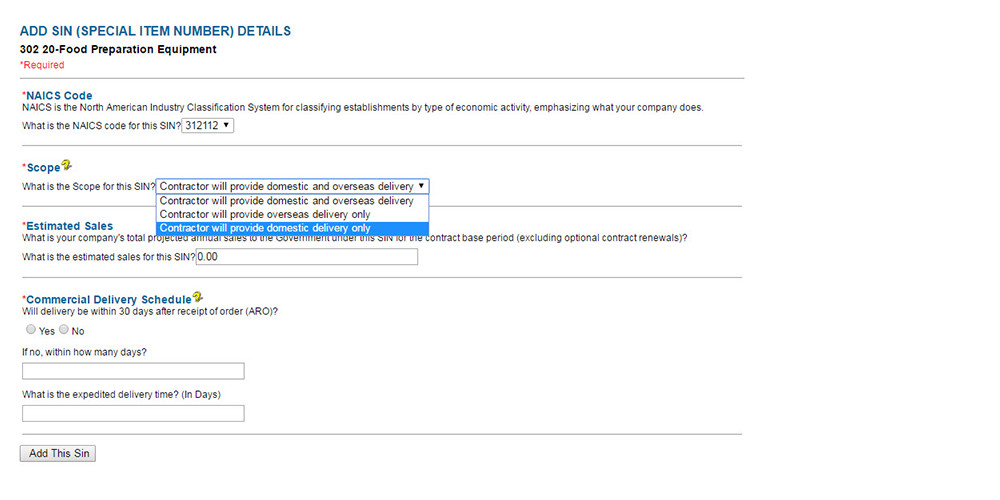 ADD SIN (SPECIAL ITEM NUMBER) DETAILS
302 20-Food Preparation Equipment
*Required
*NAICS Code
NAICS is the North American Industry Classification System for classifying establishments by type of economic activity, emphasizing what your company does.
What is the NAICS code for this SIN? 312112
*Scope
What is the Scope for this SIN? Contractor will provide domestic and overseas delivery
Contractor will provide domestic and overseas delivery
Contractor will provide overseas delivery only
Contractor will provide domestic delivery only
*Estimated Sales
What is your company's total projected annual sales to the Government under this SIN for the contract base period (excluding optional contract renewals)?
What is the estimated sales for this SIN? 0.00
*Commercial Delivery Schedule
Will delivery be within 30 days after receipt of order (ARO)?
Yes No
If no, within how many days?
What is the expedited delivery time? (In Days)
Add This Sin